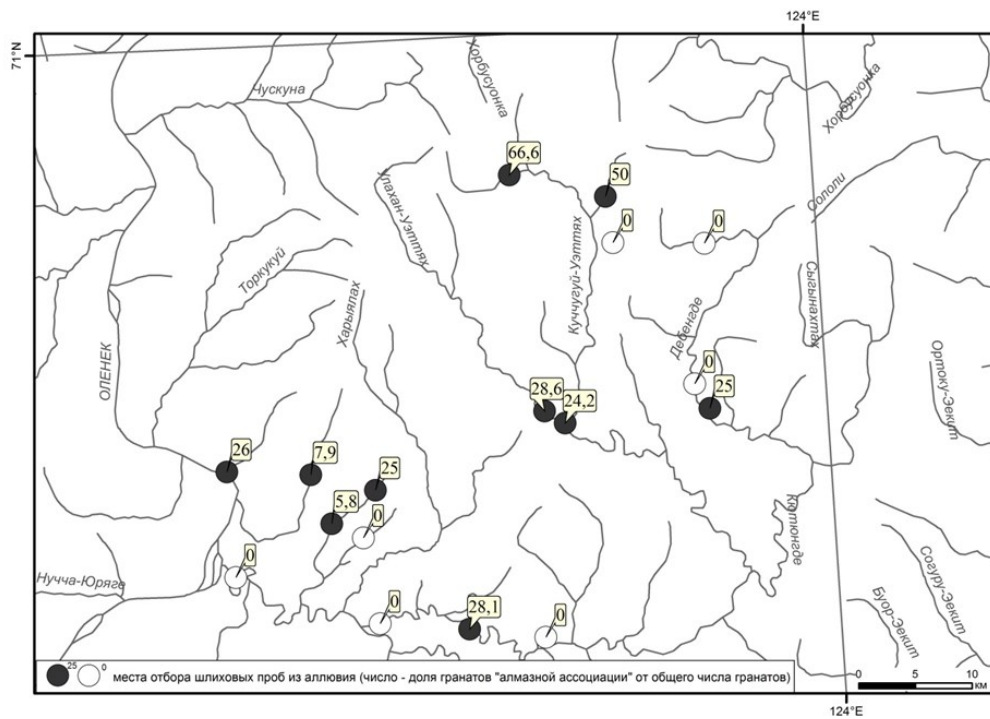 124°E
71°N
Хорбусуонка
Чускуна
Хорбусуонка
66,6
Улахан-Уэттях
50
Сололи
0
0
Куччугуй-Уэттях
Торкукуй
Харыялах
Сыгынахтах
Дебенгде
ОЛЕНЕК
0
Ортоку-Эекит
28,6
25
24,2
26
7,9
25
5,8
0
Кютюнгде
0
Нучча-Юряге
Согуру-Эекит
Буор-Эекит
0
28,1
0
25 0 места отбора шлиховых проб из аллювия (число - доля гранатов "алмазной ассоциации" от общего числа гранатов)
0 5 10
км
124°E